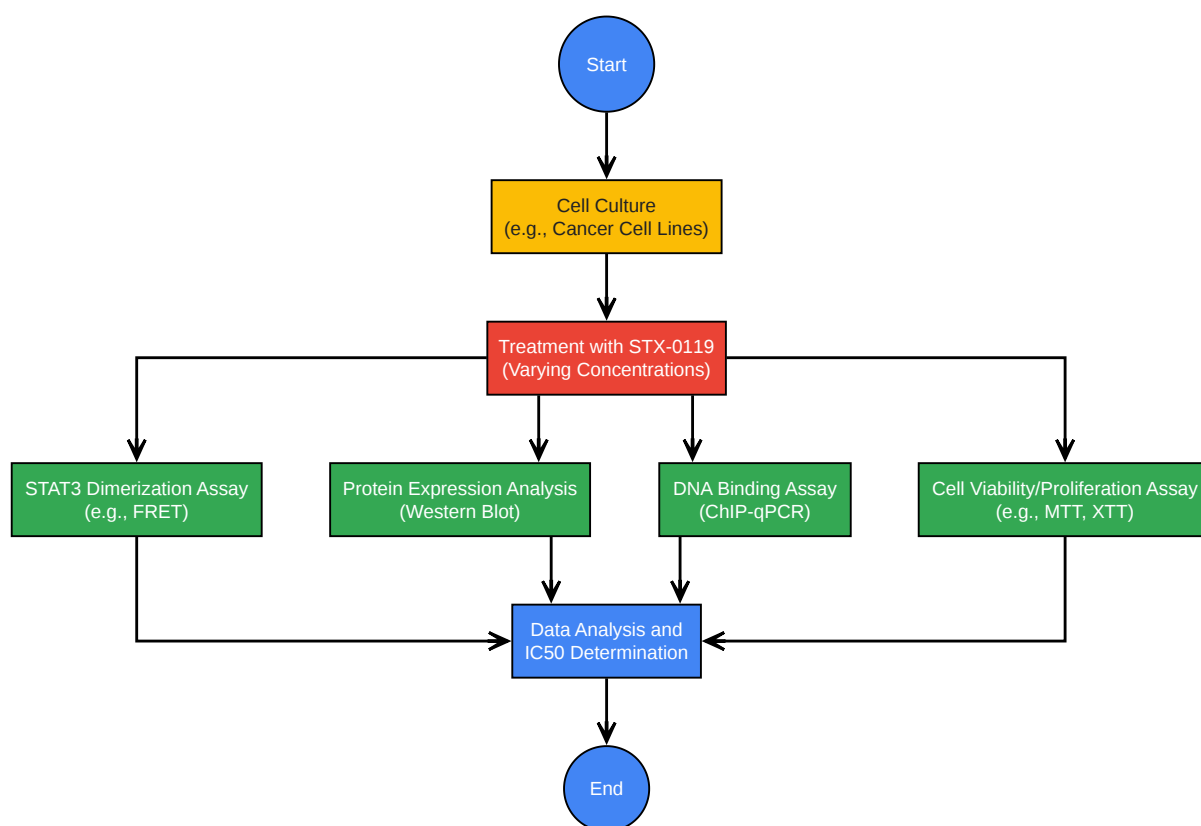 Start
Cell Culture
(e.g., Cancer Cell Lines)
Treatment with STX-0119
(Varying Concentrations)
STAT3 Dimerization Assay
(e.g., FRET)
Protein Expression Analysis
(Western Blot)
DNA Binding Assay
(ChIP-qPCR)
Cell Viability/Proliferation Assay
(e.g., MTT, XTT)
Data Analysis and
IC50 Determination
End